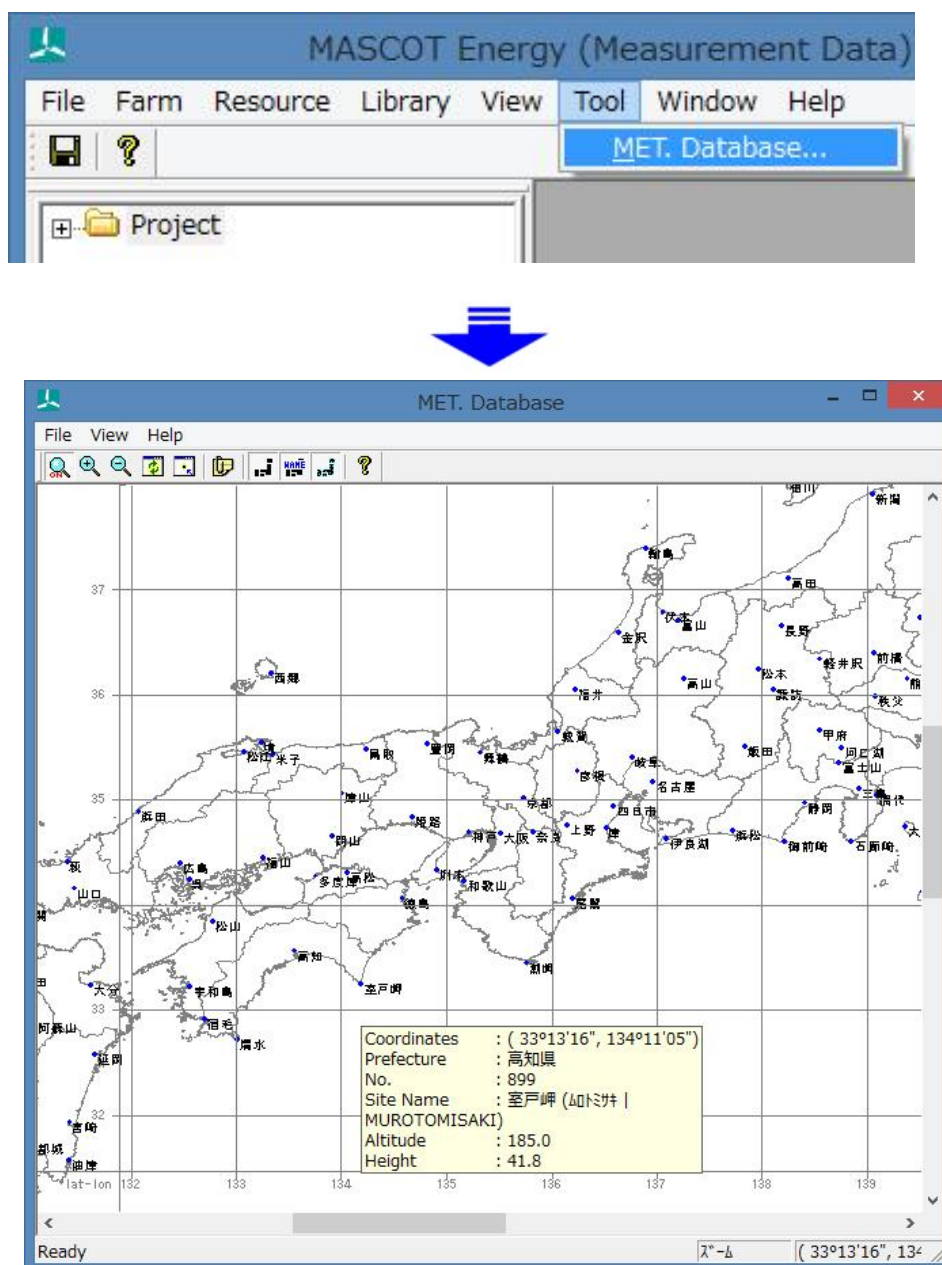 MASCOT Energy (Measurement Data)
File Farm Resource Library View Tool Window Help
MET. Database...
Project
MET. Database
File View Help
ON NAME
新潟
輪島
37
高田
伏木
富山
金沢
長野
西郷
松本
軽井沢
前橋
高山
諏訪
36
福井
秩父
敦賀
甲府
境
松江
米子
鳥取
豊岡
舞鶴
岐阜
飯田
河口湖
富士山
彦根
名古屋
三島
網代
35
津山
京都
浜田
姫路
四日市
静岡
岡山
神戸
大阪
奈良
上野
津
伊良湖
浜松
御前崎
石廊崎
萩
広島
福山
呉
多度津
高松
洲本
和歌山
山口
徳島
尾鷲
松山
高知
潮岬
大分
宇和島
室戸岬
33
宿毛
阿蘇山
清水
延岡
Coordinates : ( 33º13'16", 134º11'05")
Prefecture : 高知県
No. : 899
Site Name : 室戸岬 (ムロトミサキ |
MUROTOMISAKI)
Altitude : 185.0
Height : 41.8
32
宮崎
都城
油津
lat-lon 132 133 134 135 136 137 138 139
Ready ズーム ( 33º13'16", 134